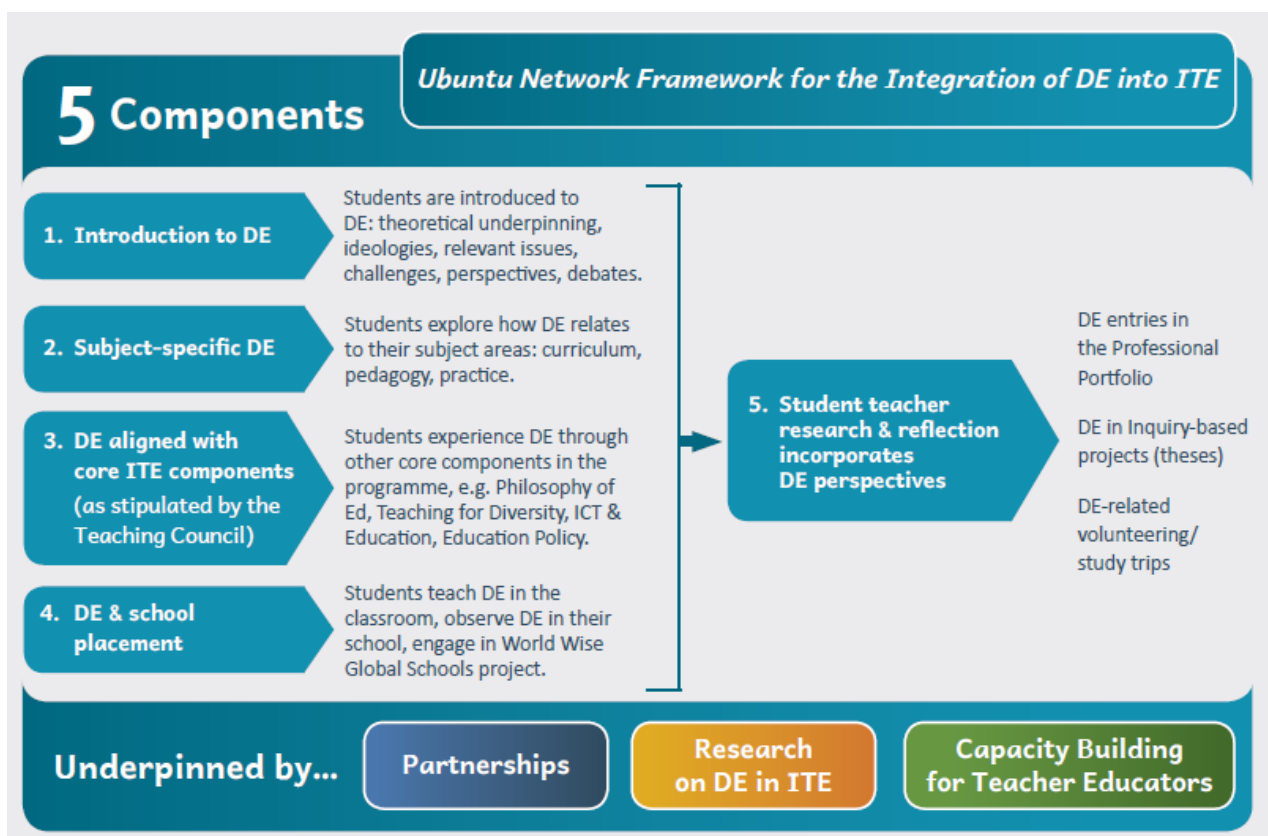 Ubuntu Network Framework for the Integration of DE into ITE
5 Components
1. Introduction to DE
Students are introduced to
DE: theoretical underpinning,
ideologies, relevant issues,
challenges, perspectives, debates.
2. Subject-specific DE
Students explore how DE relates
to their subject areas: curriculum,
pedagogy, practice.
3. DE aligned with
core ITE components
(as stipulated by the
Teaching Council)
Students experience DE through
other core components in the
programme, e.g. Philosophy of
Ed, Teaching for Diversity, ICT &
Education, Education Policy.
4. DE & school
placement
Students teach DE in the
classroom, observe DE in their
school, engage in World Wise
Global Schools project.
5. Student teacher
research & reflection
incorporates
DE perspectives
DE entries in
the Professional
Portfolio
DE in Inquiry-based
projects (theses)
DE-related
volunteering/
study trips
Underpinned by...
Partnerships
Research
on DE in ITE
Capacity Building
for Teacher Educators